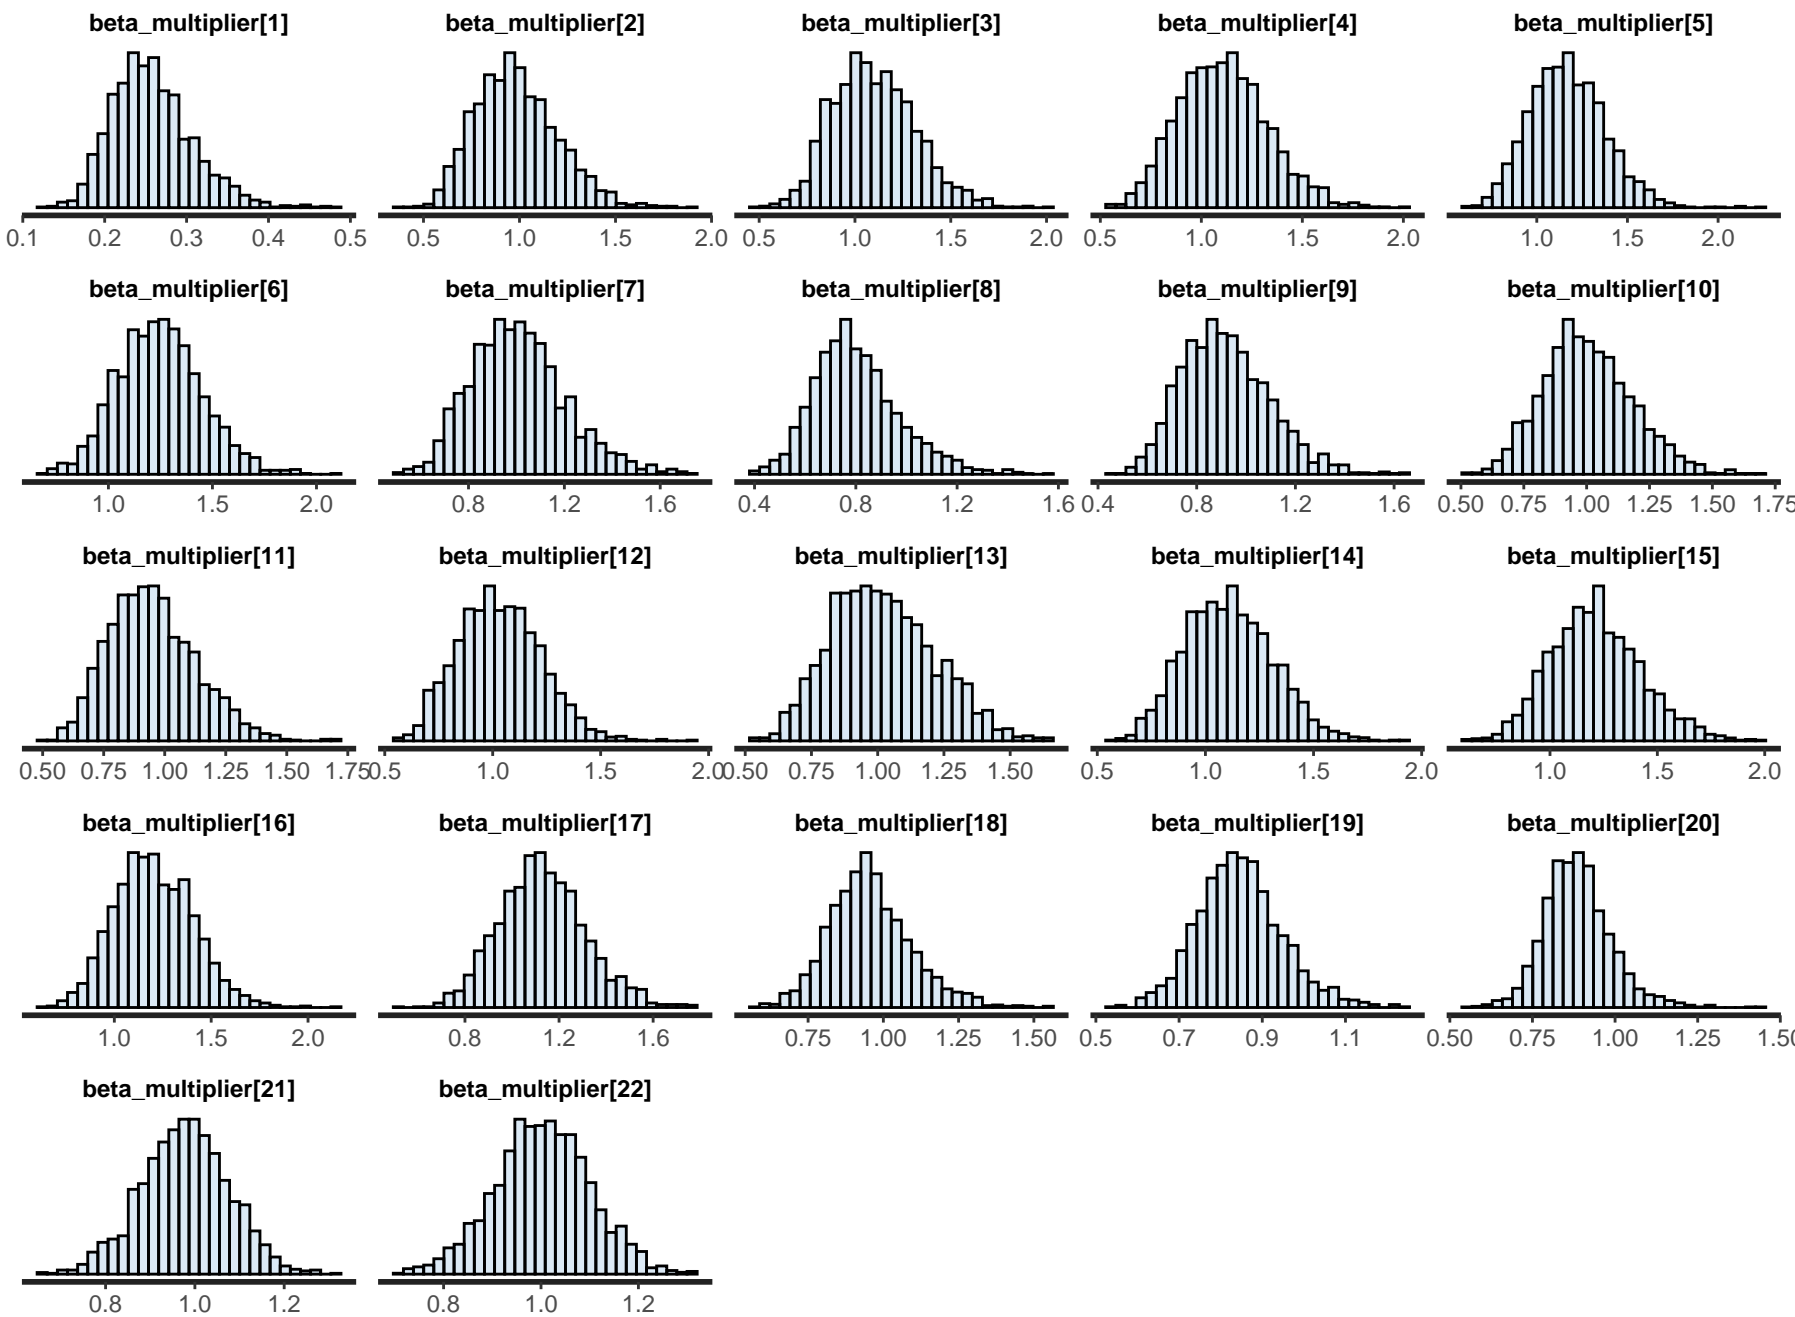 beta_multiplier[1] beta_multiplier[2] beta_multiplier[3] beta_multiplier[4] beta_multiplier[5]
0.1 0.2 0.3 0.4 0.5 0.5 1.0 1.5 2.0 0.5 1.0 1.5 2.0 0.5 1.0 1.5 2.0 1.0 1.5 2.0
beta_multiplier[6] beta_multiplier[7] beta_multiplier[8] beta_multiplier[9] beta_multiplier[10]
1.0 1.5 2.0 0.8 1.2 1.6 0.4 0.8 1.2 1.6 0.4 0.8 1.2 1.6 0.50 0.75 1.00 1.25 1.50 1.75
beta_multiplier[11] beta_multiplier[12] beta_multiplier[13] beta_multiplier[14] beta_multiplier[15]
0.50 0.75 1.00 1.25 1.50 1.75 0.5 1.0 1.5 2.0 0.50 0.75 1.00 1.25 1.50 0.5 1.0 1.5 2.0 1.0 1.5 2.0
beta_multiplier[16] beta_multiplier[17] beta_multiplier[18] beta_multiplier[19] beta_multiplier[20]
1.0 1.5 2.0 0.8 1.2 1.6 0.75 1.00 1.25 1.50 0.5 0.7 0.9 1.1 0.50 0.75 1.00 1.25 1.50
beta_multiplier[21] beta_multiplier[22]
0.8 1.0 1.2 0.8 1.0 1.2